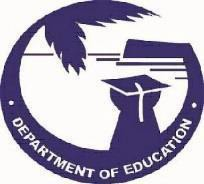 • DEPARTMENT OF EDUCATION •